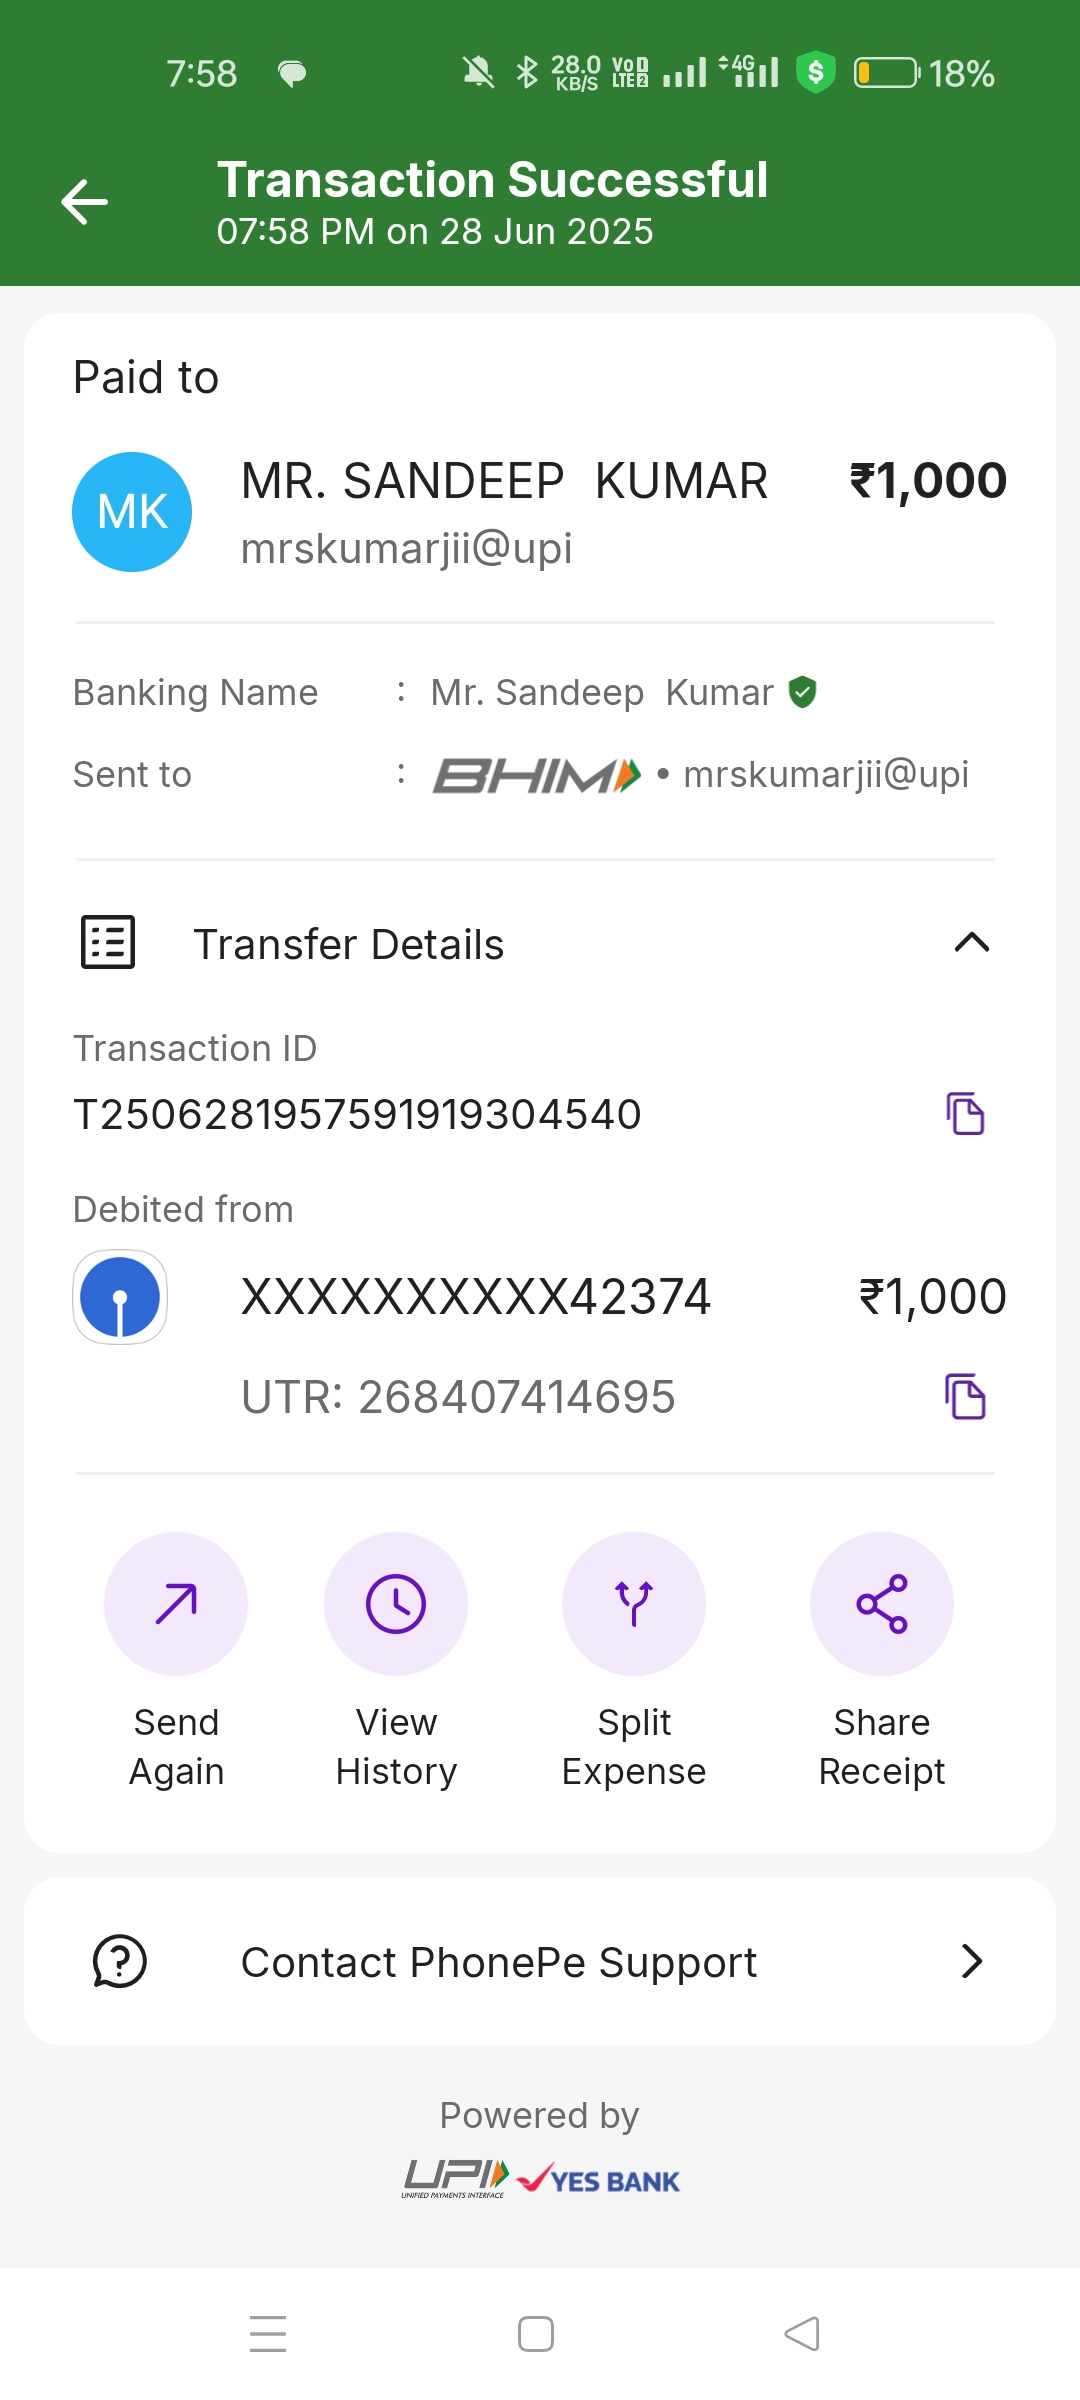 7:58 28.0 KB/S VoD LTE 2 4G $ 18%
Transaction Successful
07:58 PM on 28 Jun 2025
Paid to
MK MR. SANDEEP KUMAR ₹1,000
mrskumarjii@upi
Banking Name : Mr. Sandeep Kumar
Sent to : BHIM • mrskumarjii@upi
Transfer Details
Transaction ID
T2506281957591919304540
Debited from
XXXXXXXXXX42374 ₹1,000
UTR: 268407414695
Send View Split Share
Again History Expense Receipt
Contact PhonePe Support
Powered by
UPI YES BANK
UNIFIED PAYMENTS INTERFACE